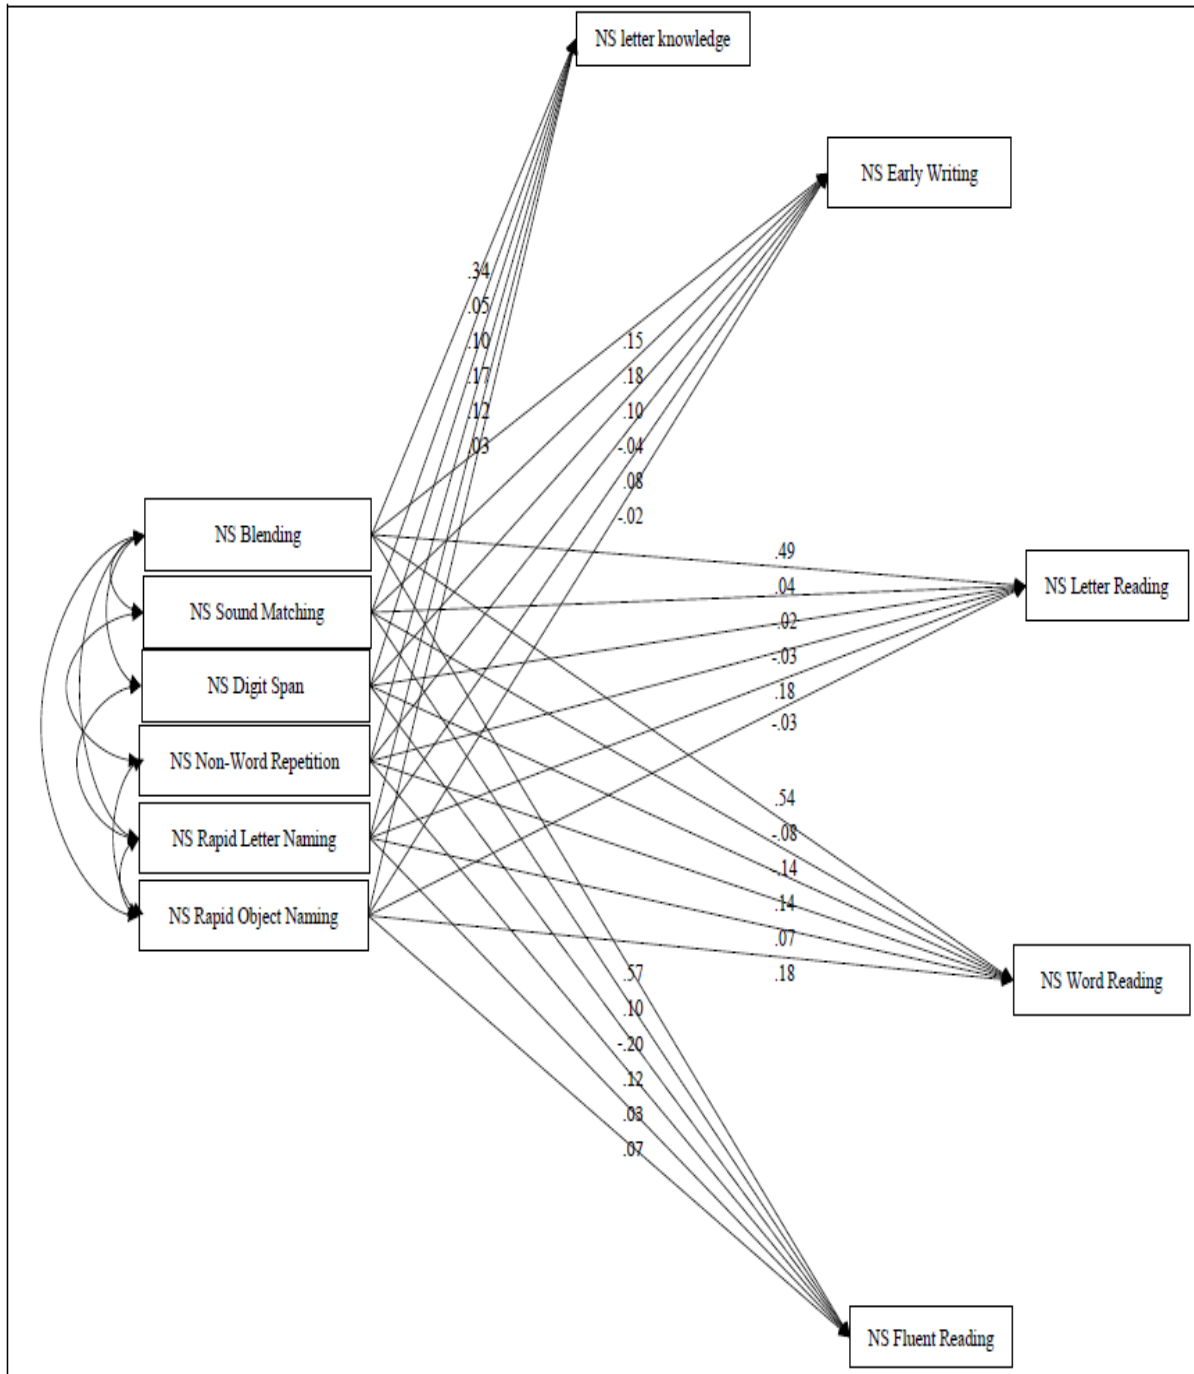 NS letter knowledge
NS Early Writing
.34
.05
.10
.17
.12
.03
.15
.18
.10
-.04
.08
-.02
NS Blending
NS Sound Matching
NS Digit Span
NS Non-Word Repetition
NS Rapid Letter Naming
NS Rapid Object Naming
.49
.04
-.02
-.03
.18
-.03
NS Letter Reading
.54
-.08
-.14
.14
.07
.18
NS Word Reading
.57
.10
-.20
.12
.03
.07
NS Fluent Reading